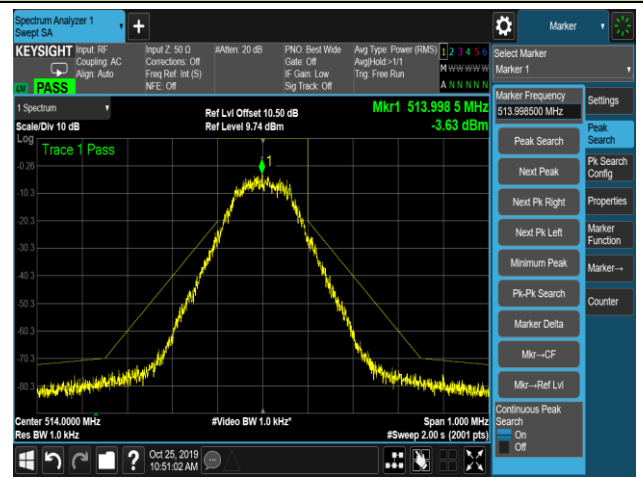 Spectrum Analyzer 1
Swept SA
+
Marker
KEYSIGHT
Input: RF
Coupling: AC
Align: Auto
Input Z: 50 Ω
Corrections: Off
Freq Ref: Int (S)
NFE: Off
#Atten: 20 dB
PNO: Best Wide
Gate: Off
IF Gain: Low
Sig Track: Off
Avg Type: Power (RMS)
Avg|Hold:>1/1
Trig: Free Run
1 2 3 4 5 6
M W W W W W
A N N N N N
LXI
PASS
Select Marker
Marker 1
1 Spectrum
Scale/Div 10 dB
Log
Ref Lvl Offset 10.50 dB
Ref Level 9.74 dBm
Mkr1 513.998 5 MHz
-3.63 dBm
Trace 1 Pass
1
-0.26
-10.3
-20.3
-30.3
-40.3
-50.3
-60.3
-70.3
-80.3
Center 514.0000 MHz
Res BW 1.0 kHz
#Video BW 1.0 kHz*
Span 1.000 MHz
#Sweep 2.00 s (2001 pts)
Marker Frequency
513.998500 MHz
Peak Search
Next Peak
Next Pk Right
Next Pk Left
Minimum Peak
Pk-Pk Search
Marker Delta
Mkr→CF
Mkr→Ref Lvl
Continuous Peak
Search
On
Off
Settings
Peak
Search
Pk Search
Config
Properties
Marker
Function
Marker→
Counter
?
Oct 25, 2019
10:51:02 AM